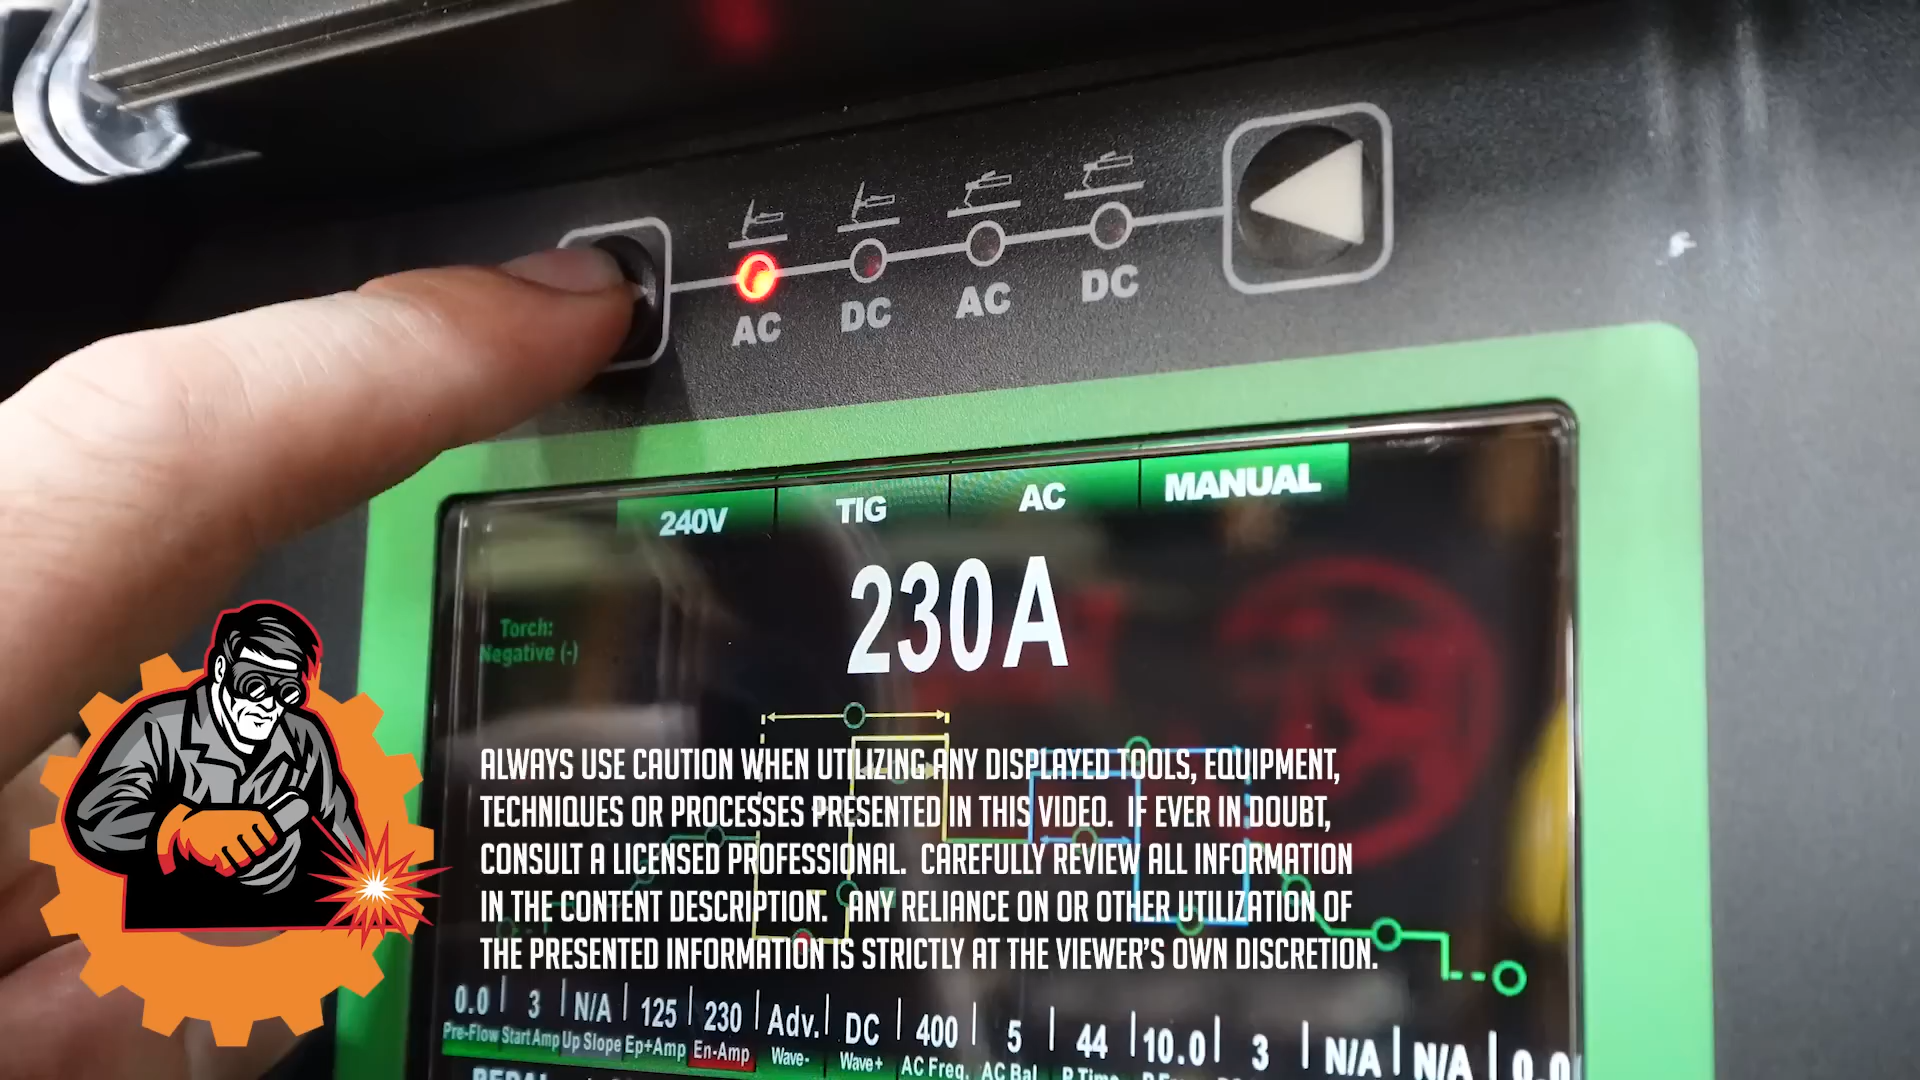 AC DC AC DC
240V TIG AC MANUAL
230A
Torch:
Negative (-)
ALWAYS USE CAUTION WHEN UTILIZING ANY DISPLAYED TOOLS, EQUIPMENT,
TECHNIQUES OR PROCESSES PRESENTED IN THIS VIDEO. IF EVER IN DOUBT,
CONSULT A LICENSED PROFESSIONAL. CAREFULLY REVIEW ALL INFORMATION
IN THE CONTENT DESCRIPTION. ANY RELIANCE ON OR OTHER UTILIZATION OF
THE PRESENTED INFORMATION IS STRICTLY AT THE VIEWER'S OWN DISCRETION.
0.0 | 3 | N/A | 125 | 230 | Adv. | DC | 400 | 5 | 44 | 10.0 | 3 | N/A | N/A | 0.0
Pre-Flow Start Amp Up Slope Ep+Amp En-Amp Wave- Wave+ AC Freq. AC Bal